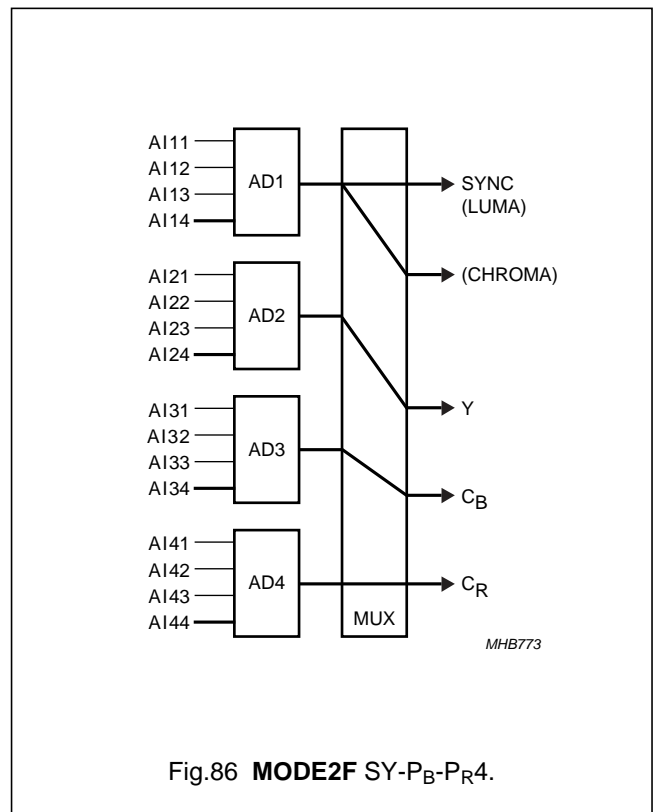 AI11
AI12
AI13
AI14
AD1
SYNC
(LUMA)
(CHROMA)
AI21
AI22
AI23
AI24
AD2
Y
AI31
AI32
AI33
AI34
AD3
CB
AI41
AI42
AI43
AI44
AD4
CR
MUX
MHB773
Fig.86 MODE2F SY-PB-PR4.